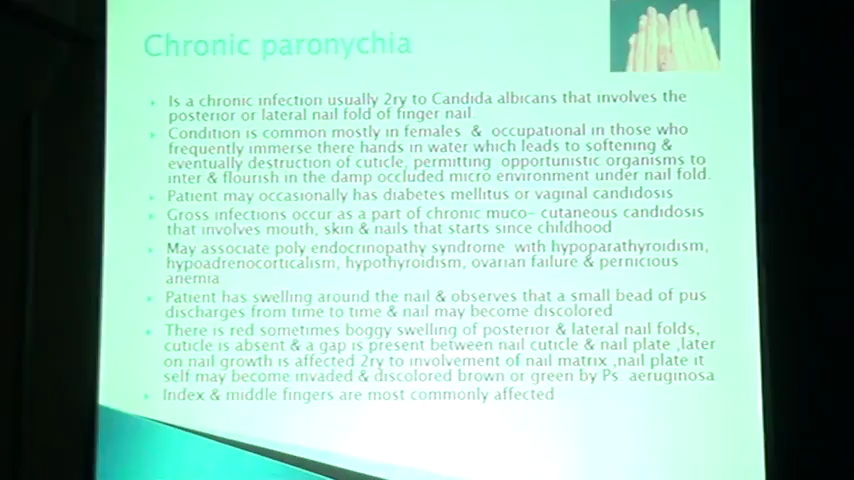 Chronic paronychia
Is a chronic infection usually 2ry to Candida albicans that involves the
posterior or lateral nail fold of finger nail.
Condition is common mostly in females & occupational in those who
frequently immerse there hands in water which leads to softening &
eventually destruction of cuticle, permitting opportunistic organisms to
inter & flourish in the damp occluded micro environment under nail fold.
Patient may occasionally has diabetes mellitus or vaginal candidosis
Gross infections occur as a part of chronic muco- cutaneous candidosis
that involves mouth, skin & nails that starts since childhood
May associate poly endocrinopathy syndrome with hypoparathyroidism,
hypoadrenocorticalism, hypothyroidism, ovarian failure & pernicious
anemia
Patient has swelling around the nail & observes that a small bead of pus
discharges from time to time & nail may become discolored
There is red sometimes boggy swelling of posterior & lateral nail folds,
cuticle is absent & a gap is present between nail cuticle & nail plate ,later
on nail growth is affected 2ry to involvement of nail matrix ,nail plate it
self may become invaded & discolored brown or green by Ps. aeruginosa
Index & middle fingers are most commonly affected